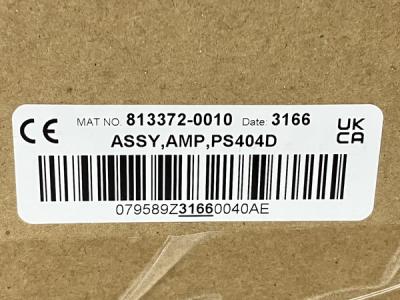 CE MAT NO. 813372-0010 Date: 3166 UK
CA
ASSY,AMP,PS404D
079589Z31660040AE